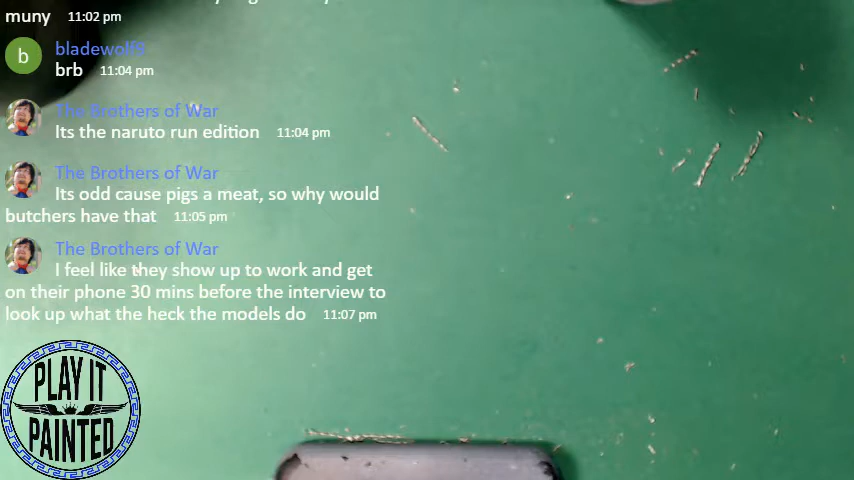 muny 11:02 pm
b
bladewolf9
brb 11:04 pm
The Brothers of War
Its the naruto run edition 11:04 pm
The Brothers of War
Its odd cause pigs a meat, so why would
butchers have that 11:05 pm
The Brothers of War
I feel like they show up to work and get
on their phone 30 mins before the interview to
look up what the heck the models do 11:07 pm
PLAY IT
PAINTED